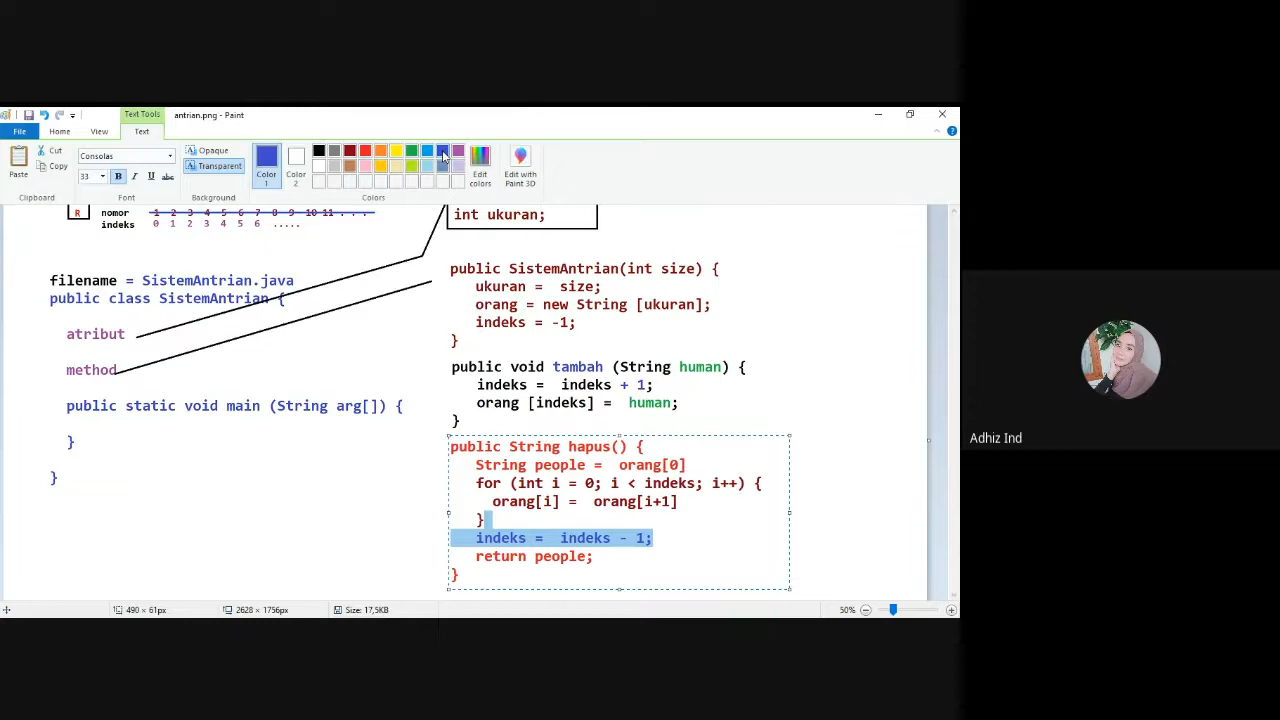 Text Tools
antrian.png - Paint
File
Home
View
Text
Paste
Cut
Copy
Clipboard
Consolas
33
B
I
U
abc
Font
Opaque
Transparent
Background
Color
1
Color
2
Edit
colors
Colors
Edit with
Paint 3D
R
nomor 1 2 3 4 5 6 7 8 9 10 11 . . .
indeks 0 1 2 3 4 5 6 .....
int ukuran;
filename = SistemAntrian.java
public class SistemAntrian {
atribut
method
public static void main (String arg[]) {
}
}
public SistemAntrian(int size) {
ukuran = size;
orang = new String [ukuran];
indeks = -1;
}
public void tambah (String human) {
indeks = indeks + 1;
orang [indeks] = human;
}
public String hapus() {
String people = orang[0]
for (int i = 0; i < indeks; i++) {
orang[i] = orang[i+1]
}
indeks = indeks - 1;
return people;
}
490 × 61px
2628 × 1756px
Size: 17,5KB
50%
Adhiz Ind